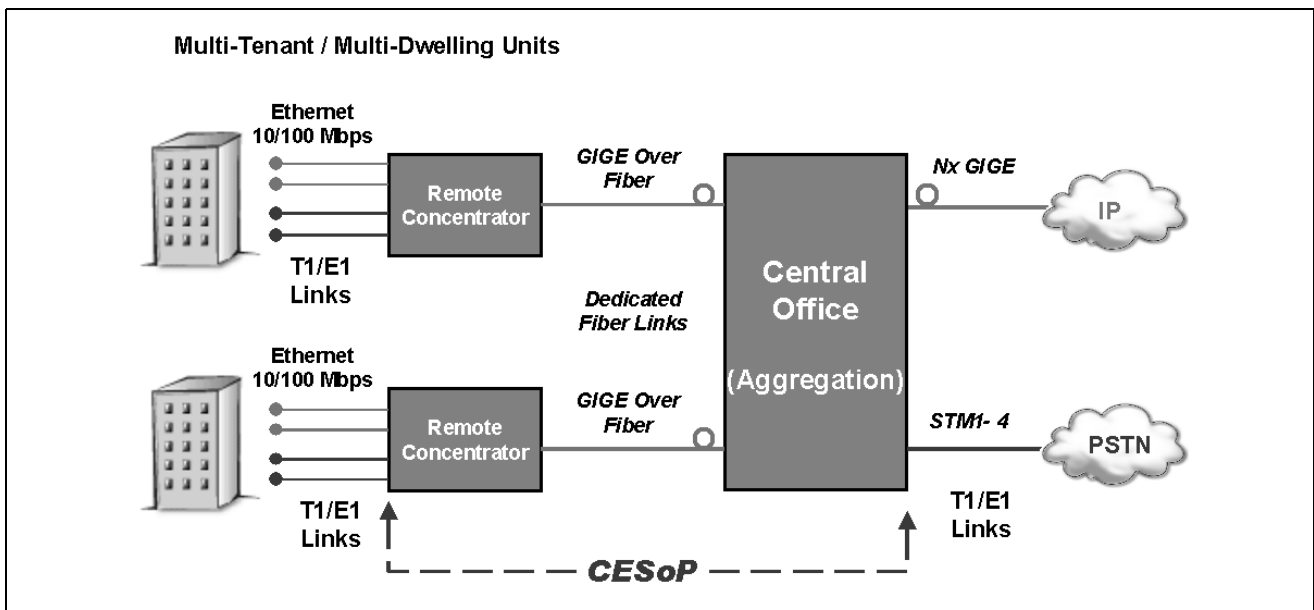 Multi-Tenant / Multi-Dwelling Units
Ethernet
10/100 Mbps
T1/E1
Links
Remote
Concentrator
GIGE Over
Fiber
Dedicated
Fiber Links
Ethernet
10/100 Mbps
T1/E1
Links
Remote
Concentrator
GIGE Over
Fiber
Central
Office
(Aggregation)
Nx GIGE
IP
STM1- 4
PSTN
T1/E1
Links
CESoP